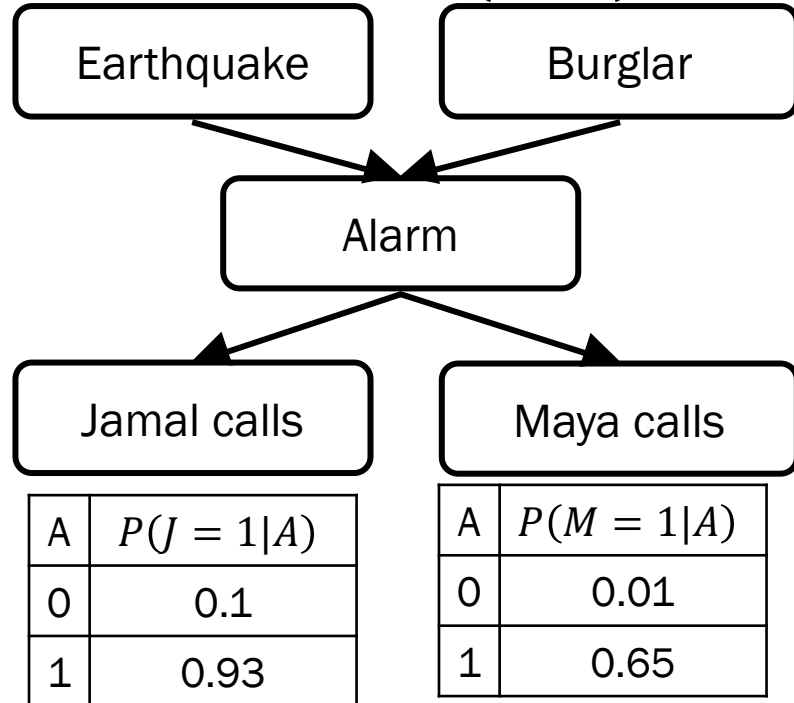 Earthquake
Burglar
Alarm
Jamal calls
Maya calls
A P(J = 1|A)
0 0.1
1 0.93
A P(M = 1|A)
0 0.01
1 0.65